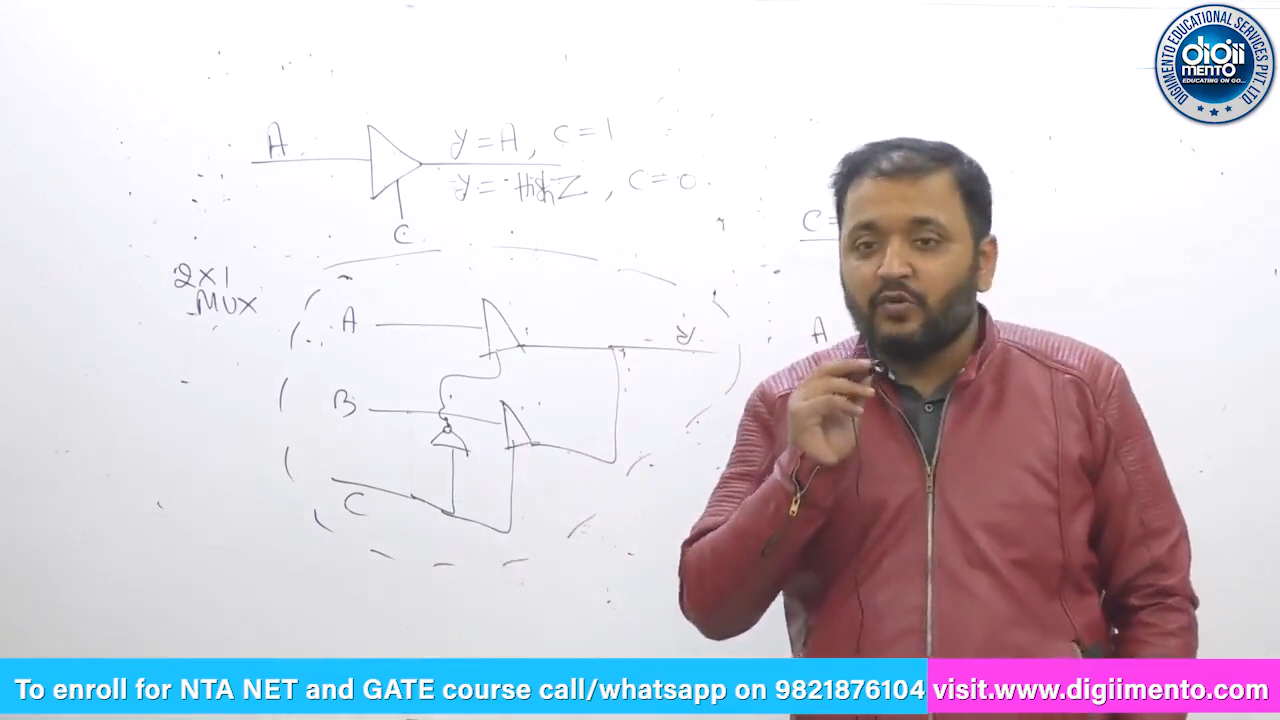 DIGIIMENTO EDUCATIONAL SERVICES PVT. LTD
digii
MENTO
EDUCATING ON GO...
A
y = A, C = 1
y = High Z, C = 0
C
C =
2X1
MUX
A
y
A
B
C
To enroll for NTA NET and GATE course call/whatsapp on 9821876104 visit.www.digiimento.com